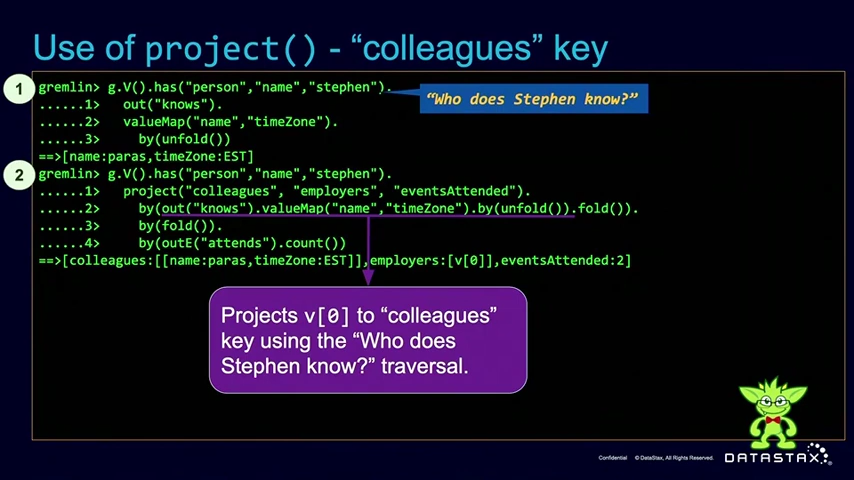 Use of project() - “colleagues” key
1
gremlin> g.V().has("person","name","stephen").
“Who does Stephen know?”
......1>   out("knows").
......2>   valueMap("name","timeZone").
......3>     by(unfold())
==>[name:paras,timeZone:EST]
2
gremlin> g.V().has("person","name","stephen").
......1>   project("colleagues", "employers", "eventsAttended").
......2>     by(out("knows").valueMap("name","timeZone").by(unfold()).fold()).
......3>     by(fold()).
......4>     by(outE("attends").count())
==>[colleagues:[[name:paras,timeZone:EST]],employers:[v[0]],eventsAttended:2]
Projects v[0] to “colleagues”
key using the “Who does
Stephen know?” traversal.
Confidential © DataStax, All Rights Reserved.
DATASTAX